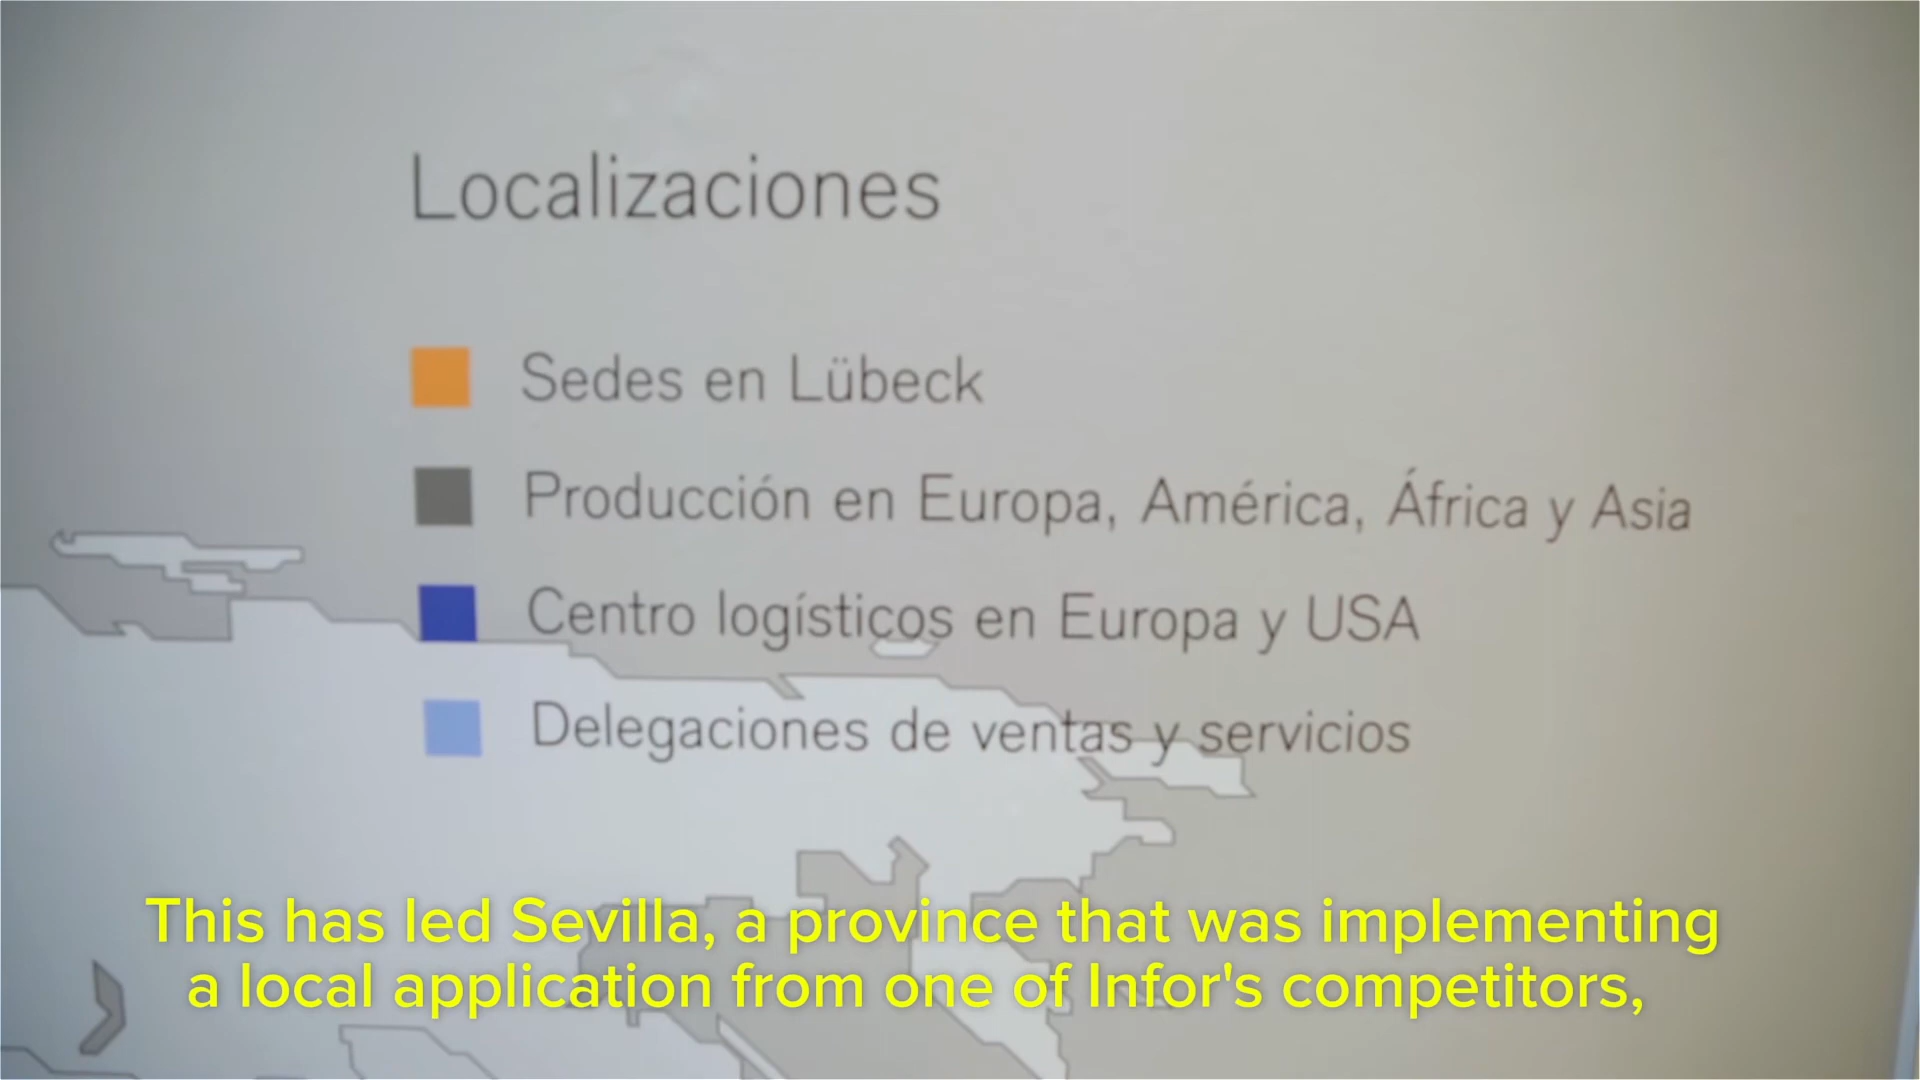 Localizaciones
Sedes en Lübeck
Producción en Europa, América, África y Asia
Centro logísticos en Europa y USA
Delegaciones de ventas y servicios
This has led Sevilla, a province that was implementing
a local application from one of Infor's competitors,